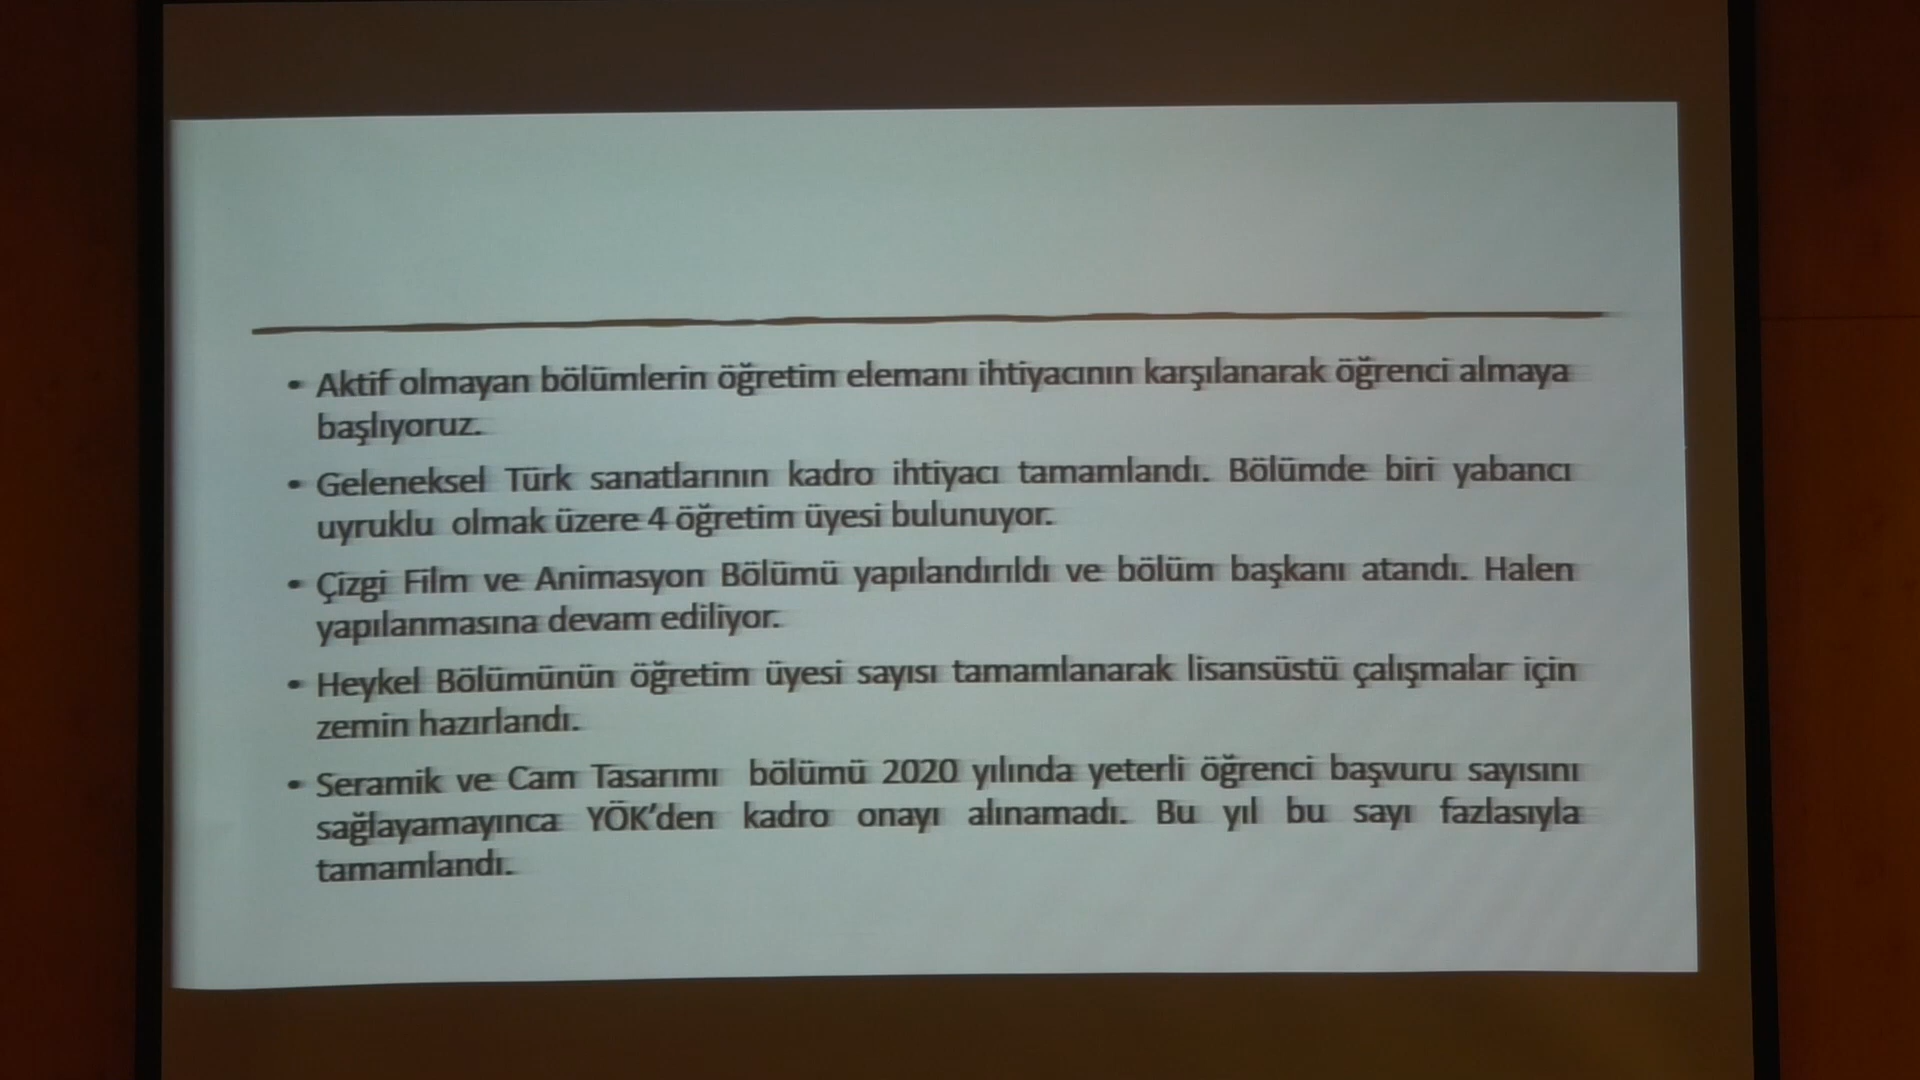 • Aktif olmayan bölümlerin öğretim elemanı ihtiyacının karşılanarak öğrenci almaya
başlıyoruz.
• Geleneksel Türk sanatlarının kadro ihtiyacı tamamlandı. Bölümde biri yabancı
uyruklu olmak üzere 4 öğretim üyesi bulunuyor.
• Çizgi Film ve Animasyon Bölümü yapılandırıldı ve bölüm başkanı atandı. Halen
yapılanmasına devam ediliyor.
• Heykel Bölümünün öğretim üyesi sayısı tamamlanarak lisansüstü çalışmalar için
zemin hazırlandı.
• Seramik ve Cam Tasarımı bölümü 2020 yılında yeterli öğrenci başvuru sayısını
sağlayamayınca YÖK'den kadro onayı alınamadı. Bu yıl bu sayı fazlasıyla
tamamlandı.